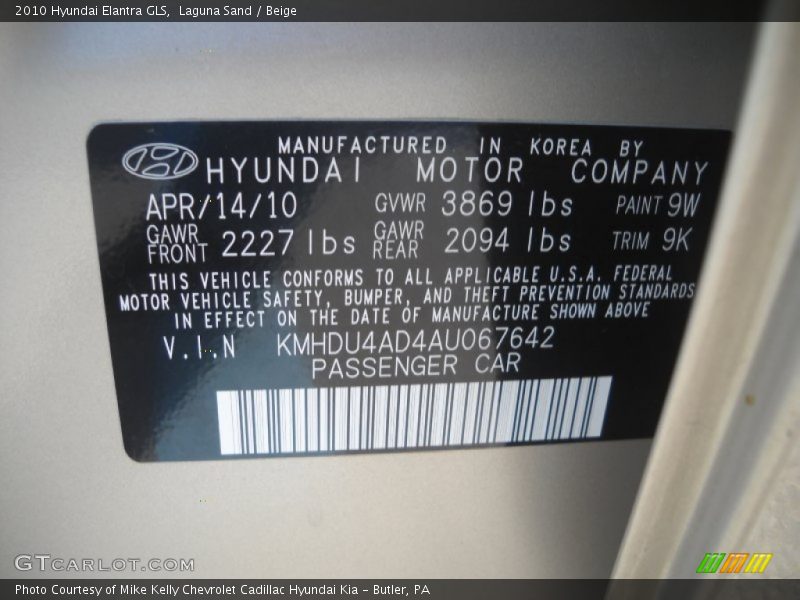 2010 Hyundai Elantra GLS, Laguna Sand / Beige
MANUFACTURED IN KOREA BY
HYUNDAI MOTOR COMPANY
APR/14/10 GVWR 3869 lbs PAINT 9W
GAWR FRONT 2227 lbs GAWR REAR 2094 lbs TRIM 9K
THIS VEHICLE CONFORMS TO ALL APPLICABLE U.S.A. FEDERAL
MOTOR VEHICLE SAFETY, BUMPER, AND THEFT PREVENTION STANDARDS
IN EFFECT ON THE DATE OF MANUFACTURE SHOWN ABOVE
V.I.N KMHDU4AD4AU067642
PASSENGER CAR
GTCARLOT.COM
Photo Courtesy of Mike Kelly Chevrolet Cadillac Hyundai Kia – Butler, PA